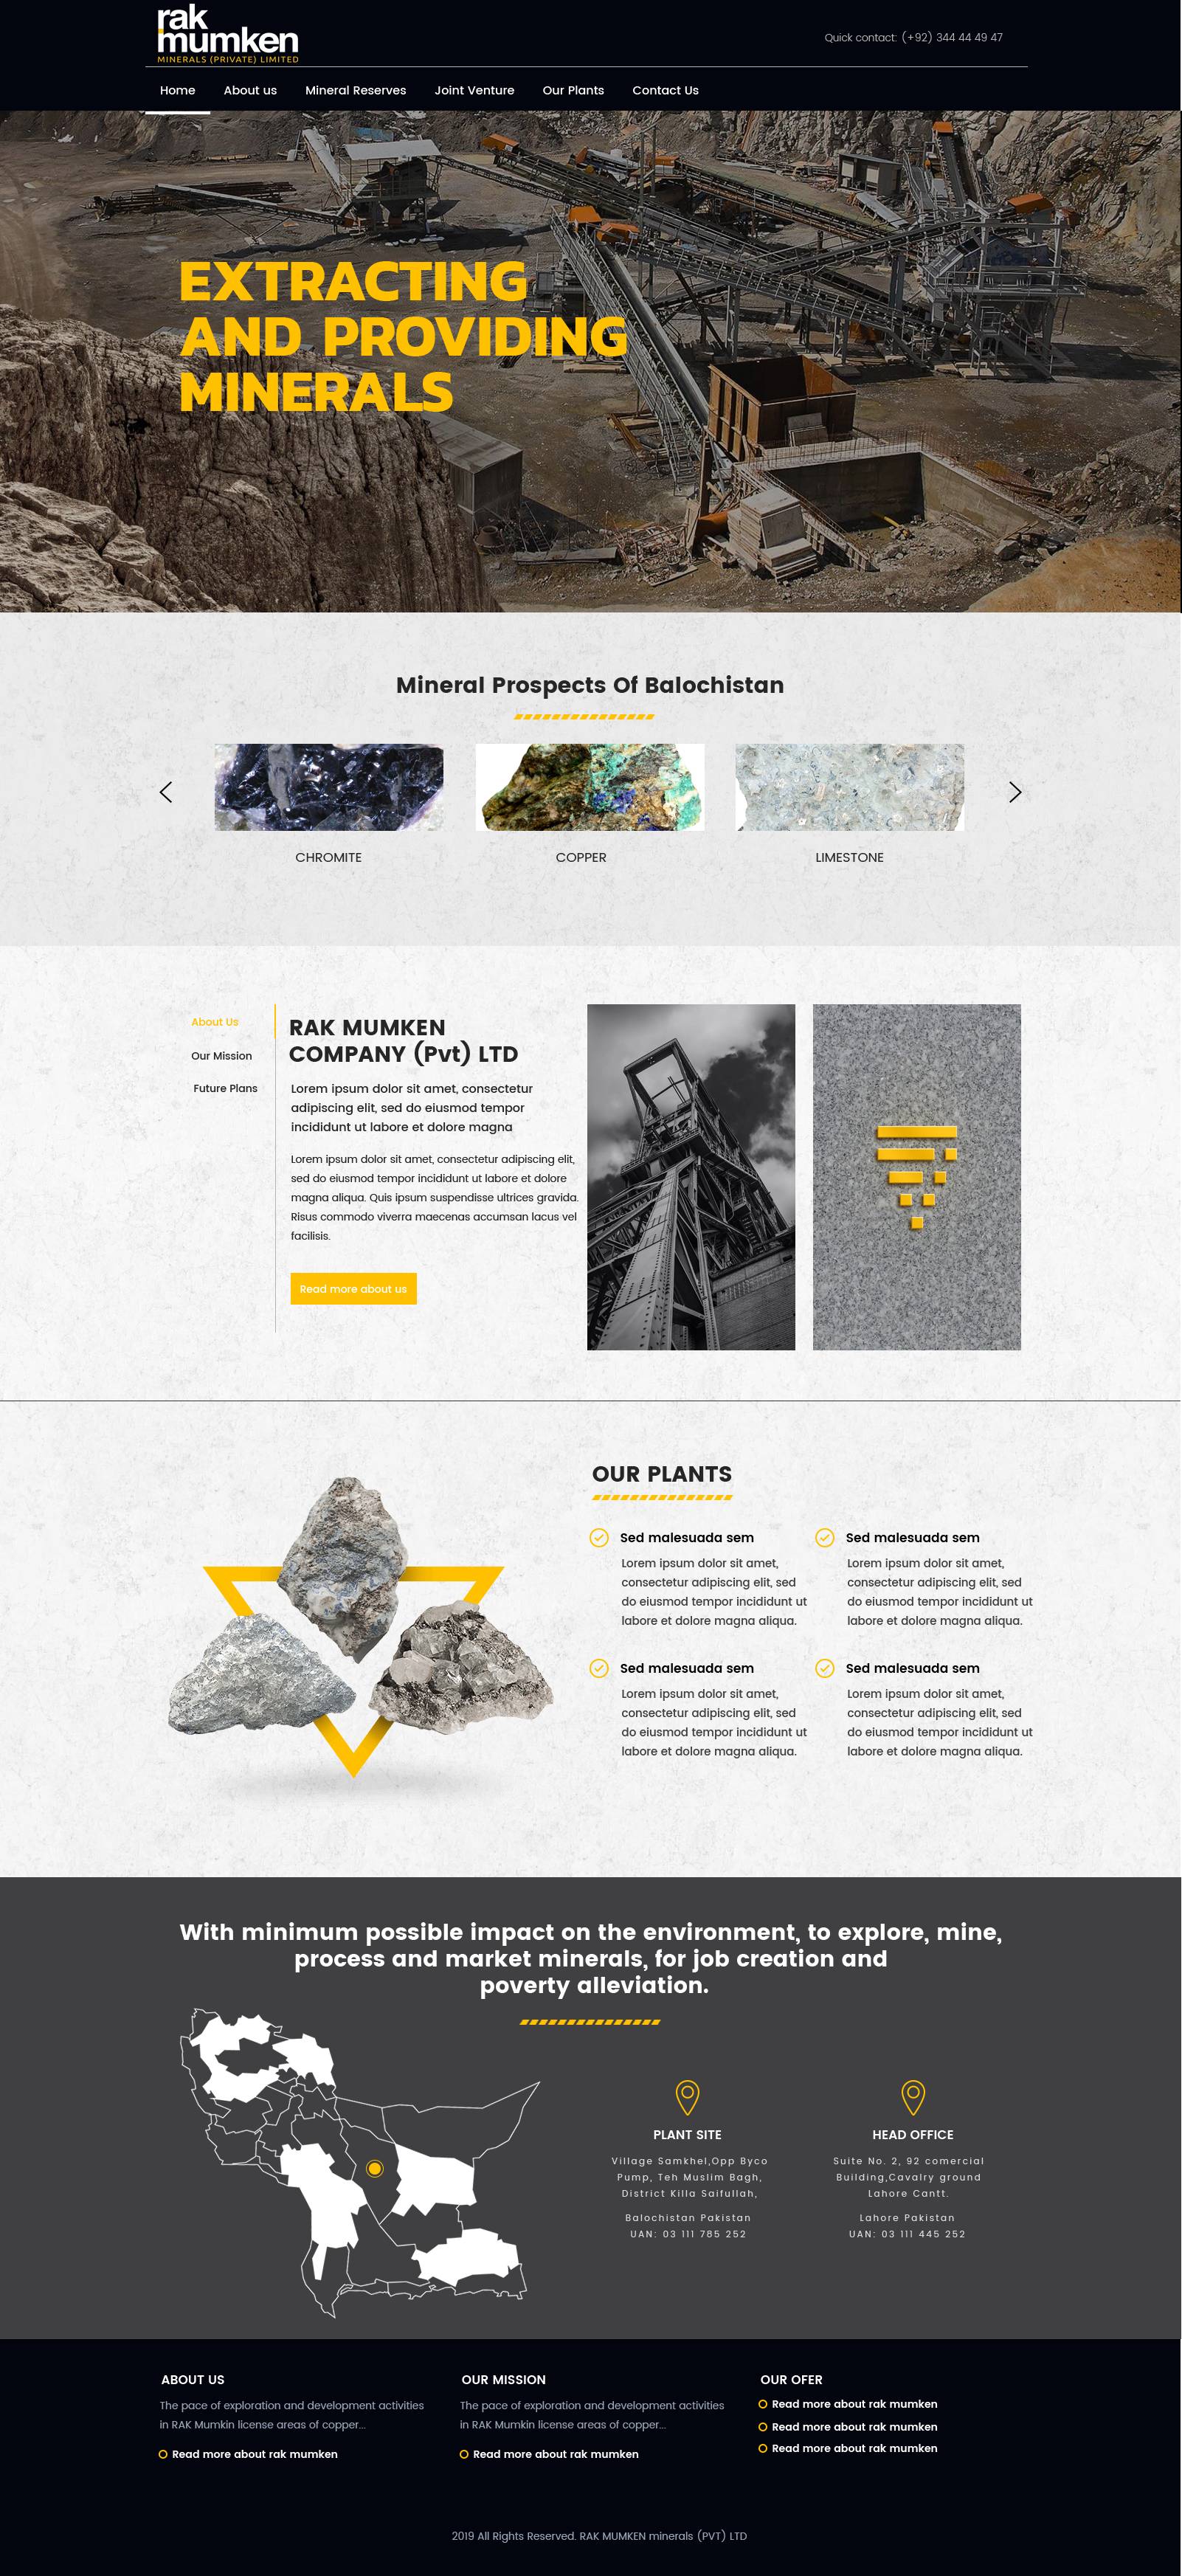 rak
mumken
MINERALS (PRIVATE) LIMITED
Quick contact: (+92) 344 44 49 47
Home About us Mineral Reserves Joint Venture Our Plants Contact Us
EXTRACTING
AND PROVIDING
MINERALS
Mineral Prospects Of Balochistan
CHROMITE COPPER LIMESTONE
About Us
Our Mission
Future Plans
RAK MUMKEN
COMPANY (Pvt) LTD
Lorem ipsum dolor sit amet, consectetur
adipiscing elit, sed do eiusmod tempor
incididunt ut labore et dolore magna
Lorem ipsum dolor sit amet, consectetur adipiscing elit,
sed do eiusmod tempor incididunt ut labore et dolore
magna aliqua. Quis ipsum suspendisse ultrices gravida.
Risus commodo viverra maecenas accumsan lacus vel
facilisis.
Read more about us
OUR PLANTS
Sed malesuada sem
Lorem ipsum dolor sit amet,
consectetur adipiscing elit, sed
do eiusmod tempor incididunt ut
labore et dolore magna aliqua.
Sed malesuada sem
Lorem ipsum dolor sit amet,
consectetur adipiscing elit, sed
do eiusmod tempor incididunt ut
labore et dolore magna aliqua.
Sed malesuada sem
Lorem ipsum dolor sit amet,
consectetur adipiscing elit, sed
do eiusmod tempor incididunt ut
labore et dolore magna aliqua.
Sed malesuada sem
Lorem ipsum dolor sit amet,
consectetur adipiscing elit, sed
do eiusmod tempor incididunt ut
labore et dolore magna aliqua.
With minimum possible impact on the environment, to explore, mine,
process and market minerals, for job creation and
poverty alleviation.
PLANT SITE
Village Samkhel,Opp Byco
Pump, Teh Muslim Bagh,
District Killa Saifullah,
Balochistan Pakistan
UAN: 03 111 785 252
HEAD OFFICE
Suite No. 2, 92 comercial
Building,Cavalry ground
Lahore Cantt.
Lahore Pakistan
UAN: 03 111 445 252
ABOUT US
The pace of exploration and development activities
in RAK Mumkin license areas of copper...
Read more about rak mumken
OUR MISSION
The pace of exploration and development activities
in RAK Mumkin license areas of copper...
Read more about rak mumken
OUR OFER
Read more about rak mumken
Read more about rak mumken
Read more about rak mumken
2019 All Rights Reserved. RAK MUMKEN minerals (PVT) LTD